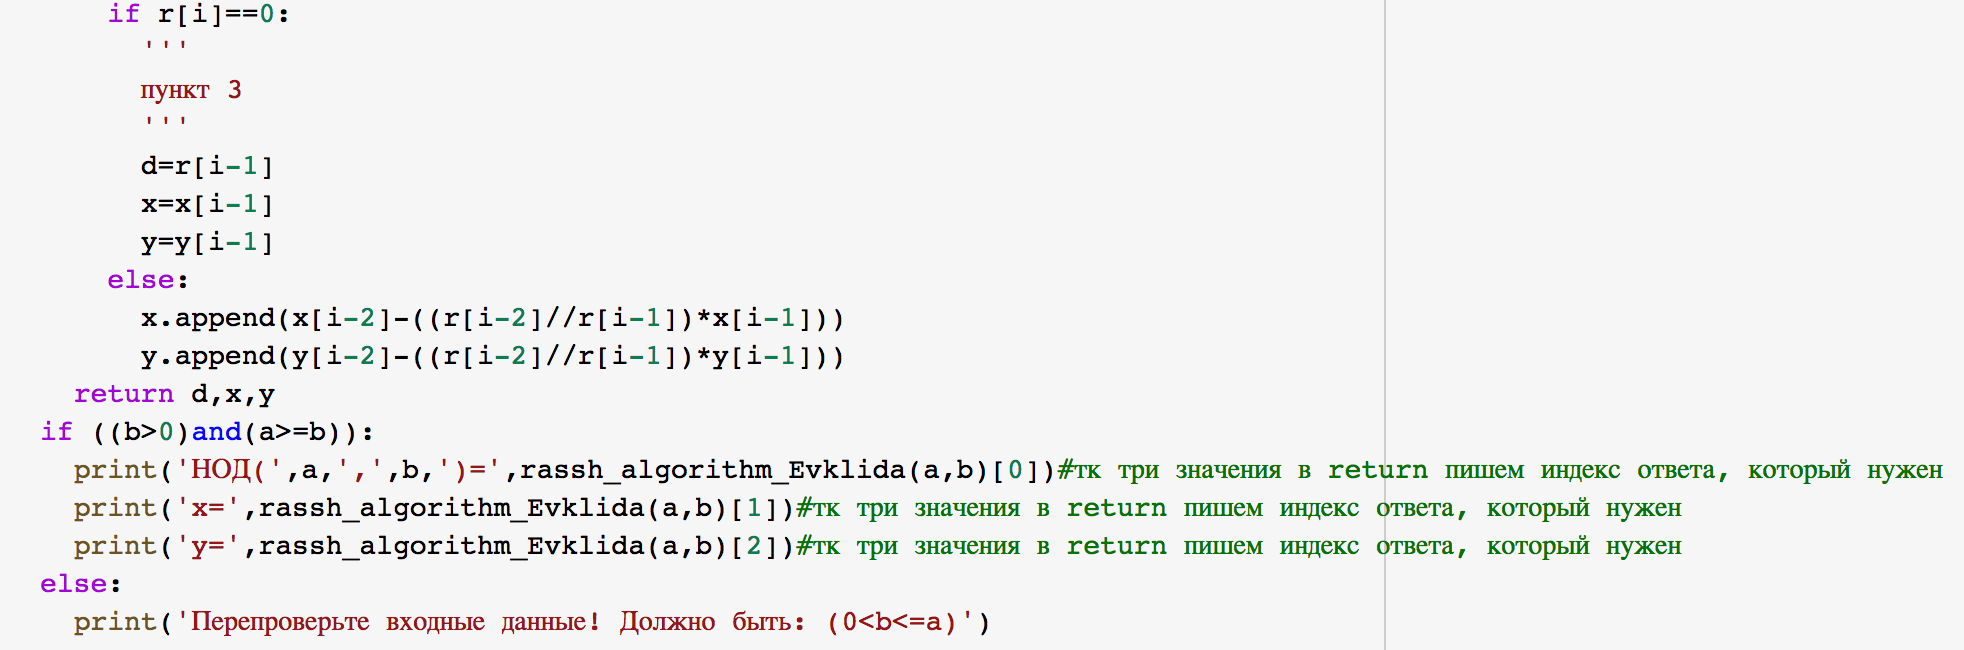 if r[i]==0:
'''
пункт 3
'''
d=r[i-1]
x=x[i-1]
y=y[i-1]
else:
x.append(x[i-2]-((r[i-2]//r[i-1])*x[i-1]))
y.append(y[i-2]-((r[i-2]//r[i-1])*y[i-1]))
return d,x,y
if ((b>0)and(a>=b)):
print('НОД(',a,',',b,')=',rassh_algorithm_Evklida(a,b)[0])#тк три значения в return пишем индекс ответа, который нужен
print('x=',rassh_algorithm_Evklida(a,b)[1])#тк три значения в return пишем индекс ответа, который нужен
print('y=',rassh_algorithm_Evklida(a,b)[2])#тк три значения в return пишем индекс ответа, который нужен
else:
print('Перепроверьте входные данные! Должно быть: (0<b<=a)')